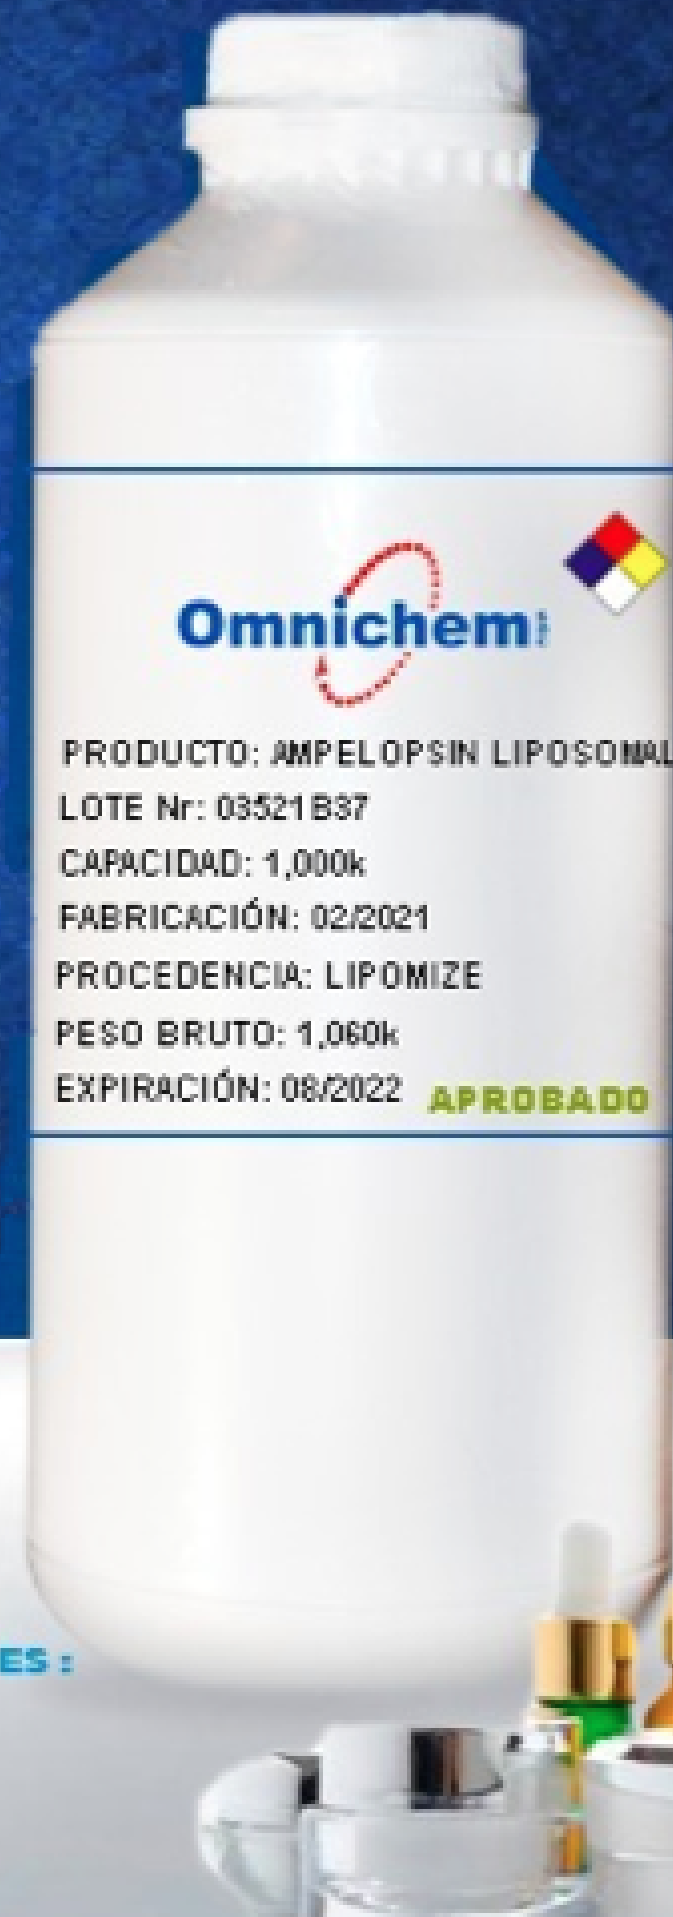 Omnichem
PRODUCTO: AMPELOPSIN LIPOSOMAL
LOTE Nr: 03521B37
CAPACIDAD: 1,000k
FABRICACIÓN: 02/2021
PROCEDENCIA: LIPOMIZE
PESO BRUTO: 1,060k
EXPIRACIÓN: 08/2022 APROBADO
ES :